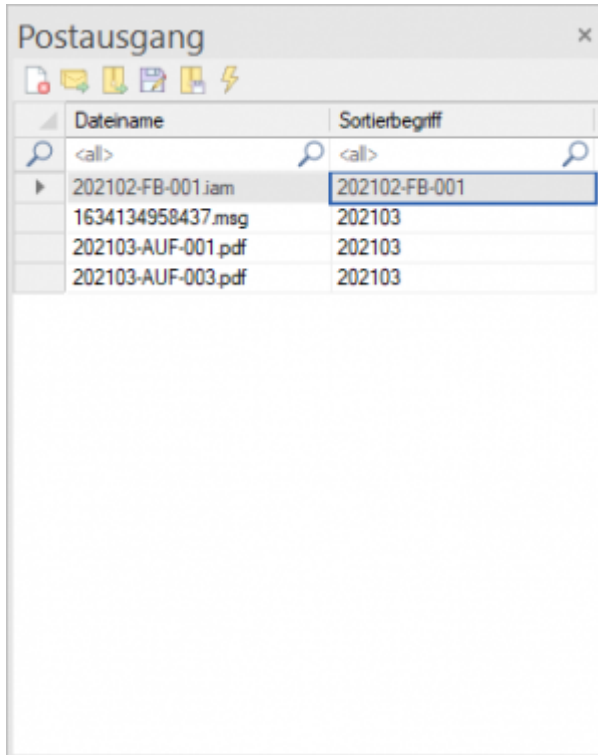 Postausgang
Dateiname Sortierbegriff
<all> <all>
202102-FB-001.iam 202102-FB-001
1634134958437.msg 202103
202103-AUF-001.pdf 202103
202103-AUF-003.pdf 202103